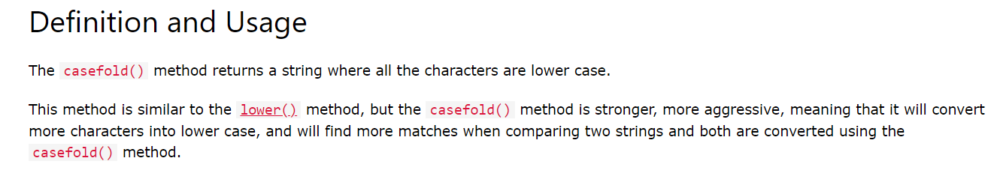 Definition and Usage
The casefold() method returns a string where all the characters are lower case.
This method is similar to the lower() method, but the casefold() method is stronger, more aggressive, meaning that it will convert
more characters into lower case, and will find more matches when comparing two strings and both are converted using the
casefold() method.